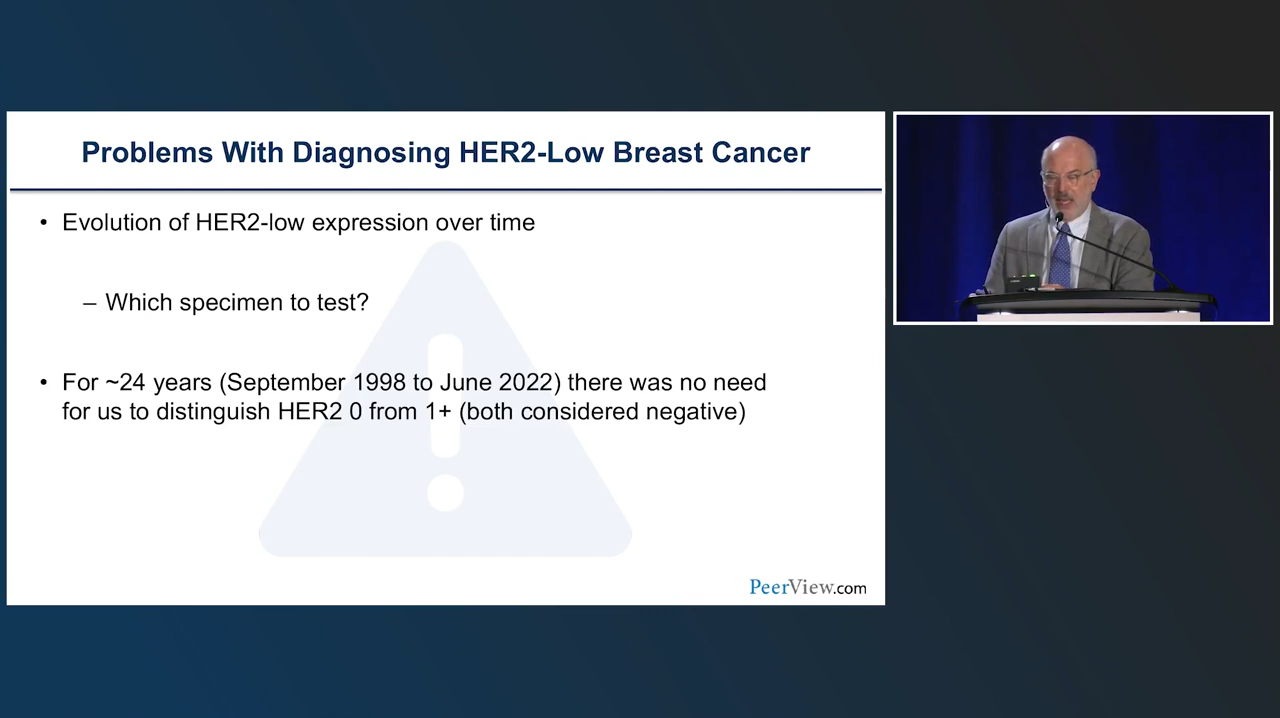 Problems With Diagnosing HER2-Low Breast Cancer
• Evolution of HER2-low expression over time
– Which specimen to test?
• For ~24 years (September 1998 to June 2022) there was no need
for us to distinguish HER2 0 from 1+ (both considered negative)
PeerView.com